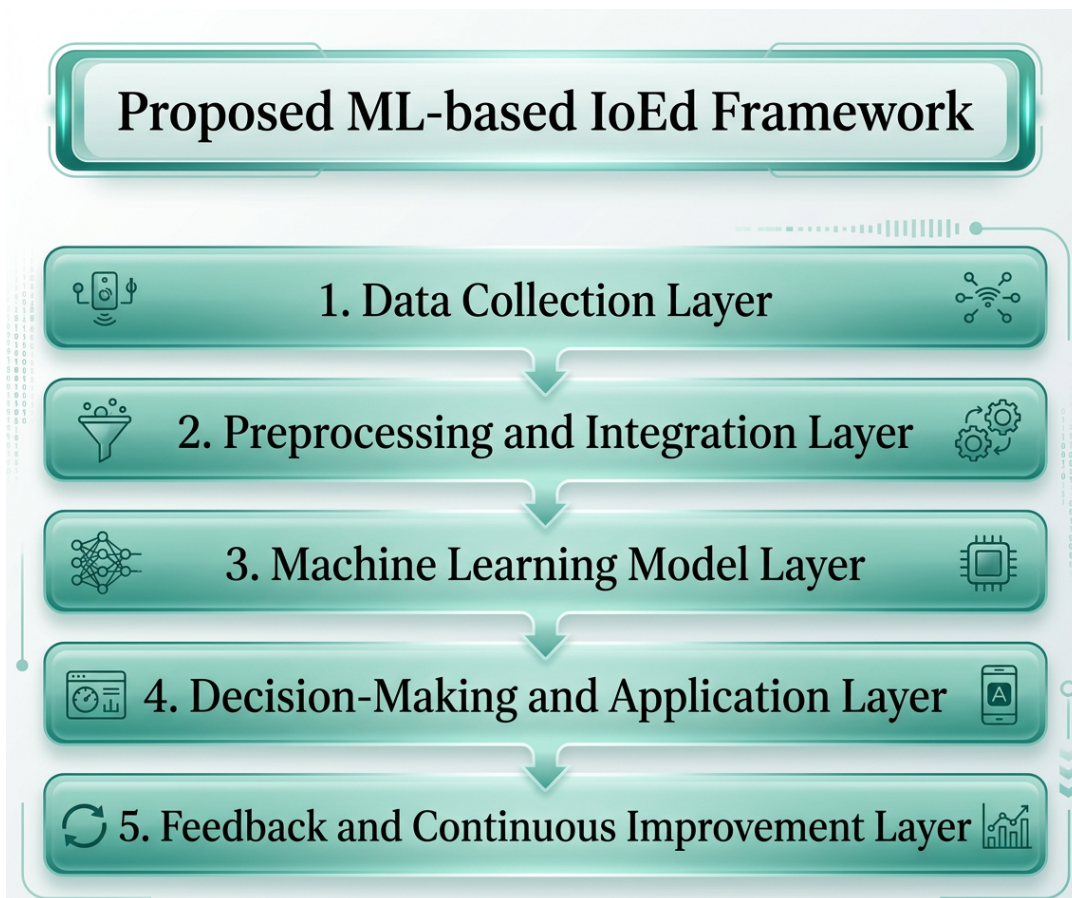 Proposed ML-based IoEd Framework
1. Data Collection Layer
2. Preprocessing and Integration Layer
3. Machine Learning Model Layer
4. Decision-Making and Application Layer
A
5. Feedback and Continuous Improvement Layer